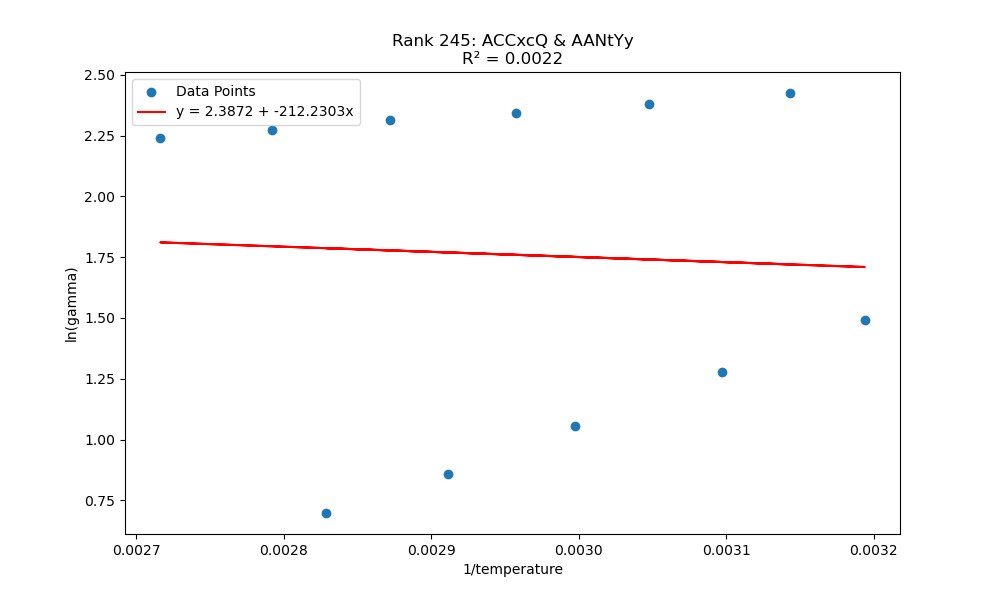 Rank 245: ACCxcQ & AANtYy
R² = 0.0022
Data Points
y = 2.3872 + -212.2303x
2.50
2.25
2.00
1.75
1.50
1.25
1.00
0.75
ln(gamma)
0.0027 0.0028 0.0029 0.0030 0.0031 0.0032
1/temperature